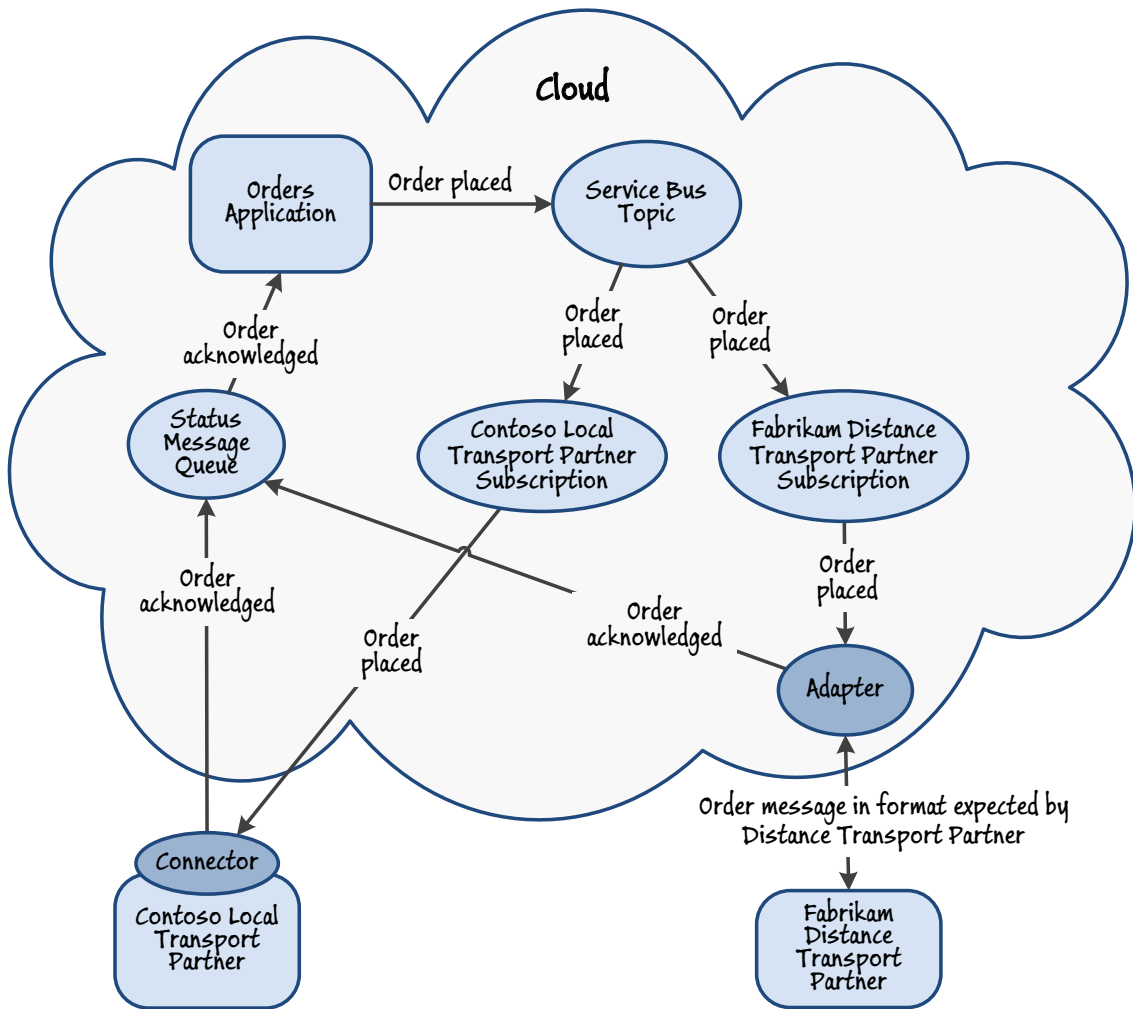 Cloud
Orders
Application
Order placed
Service Bus
Topic
Order
placed
Order
placed
Order
acknowledged
Status
Message
Queue
Contoso Local
Transport Partner
Subscription
Fabrikam Distance
Transport Partner
Subscription
Order
acknowledged
Order
placed
Order
acknowledged
Order
placed
Adapter
Order message in format expected by
Distance Transport Partner
Connector
Contoso Local
Transport
Partner
Fabrikam
Distance
Transport
Partner